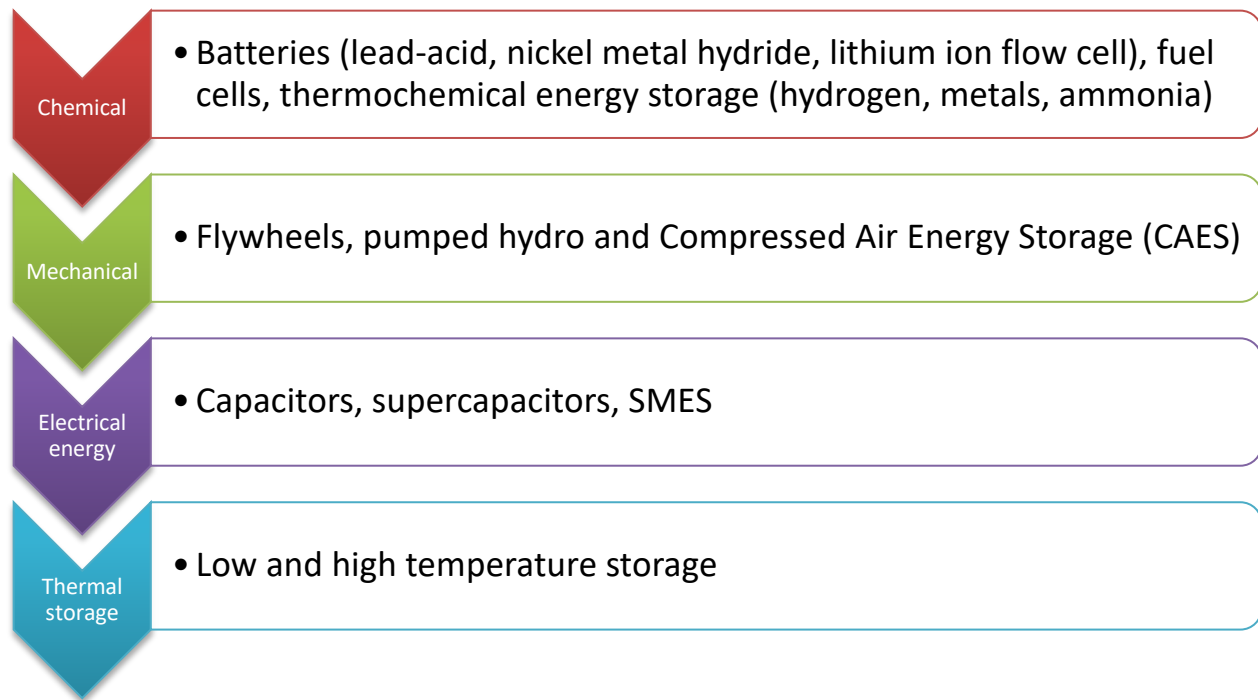 Chemical
• Batteries (lead-acid, nickel metal hydride, lithium ion flow cell), fuel
cells, thermochemical energy storage (hydrogen, metals, ammonia)
Mechanical
• Flywheels, pumped hydro and Compressed Air Energy Storage (CAES)
Electrical
energy
• Capacitors, supercapacitors, SMES
Thermal
storage
• Low and high temperature storage